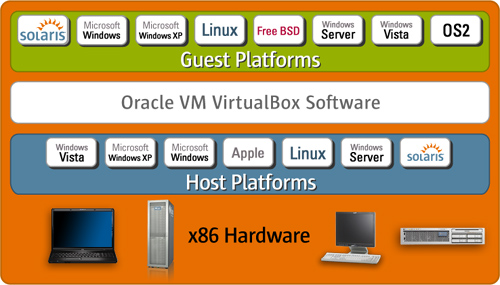 solaris
Microsoft
Windows
Microsoft
Windows XP
Linux
Free BSD
Windows
Server
Windows
Vista
OS2
Guest Platforms
Oracle VM VirtualBox Software
Windows
Vista
Microsoft
Windows XP
Microsoft
Windows
Apple
Linux
Windows
Server
solaris
Host Platforms
x86 Hardware